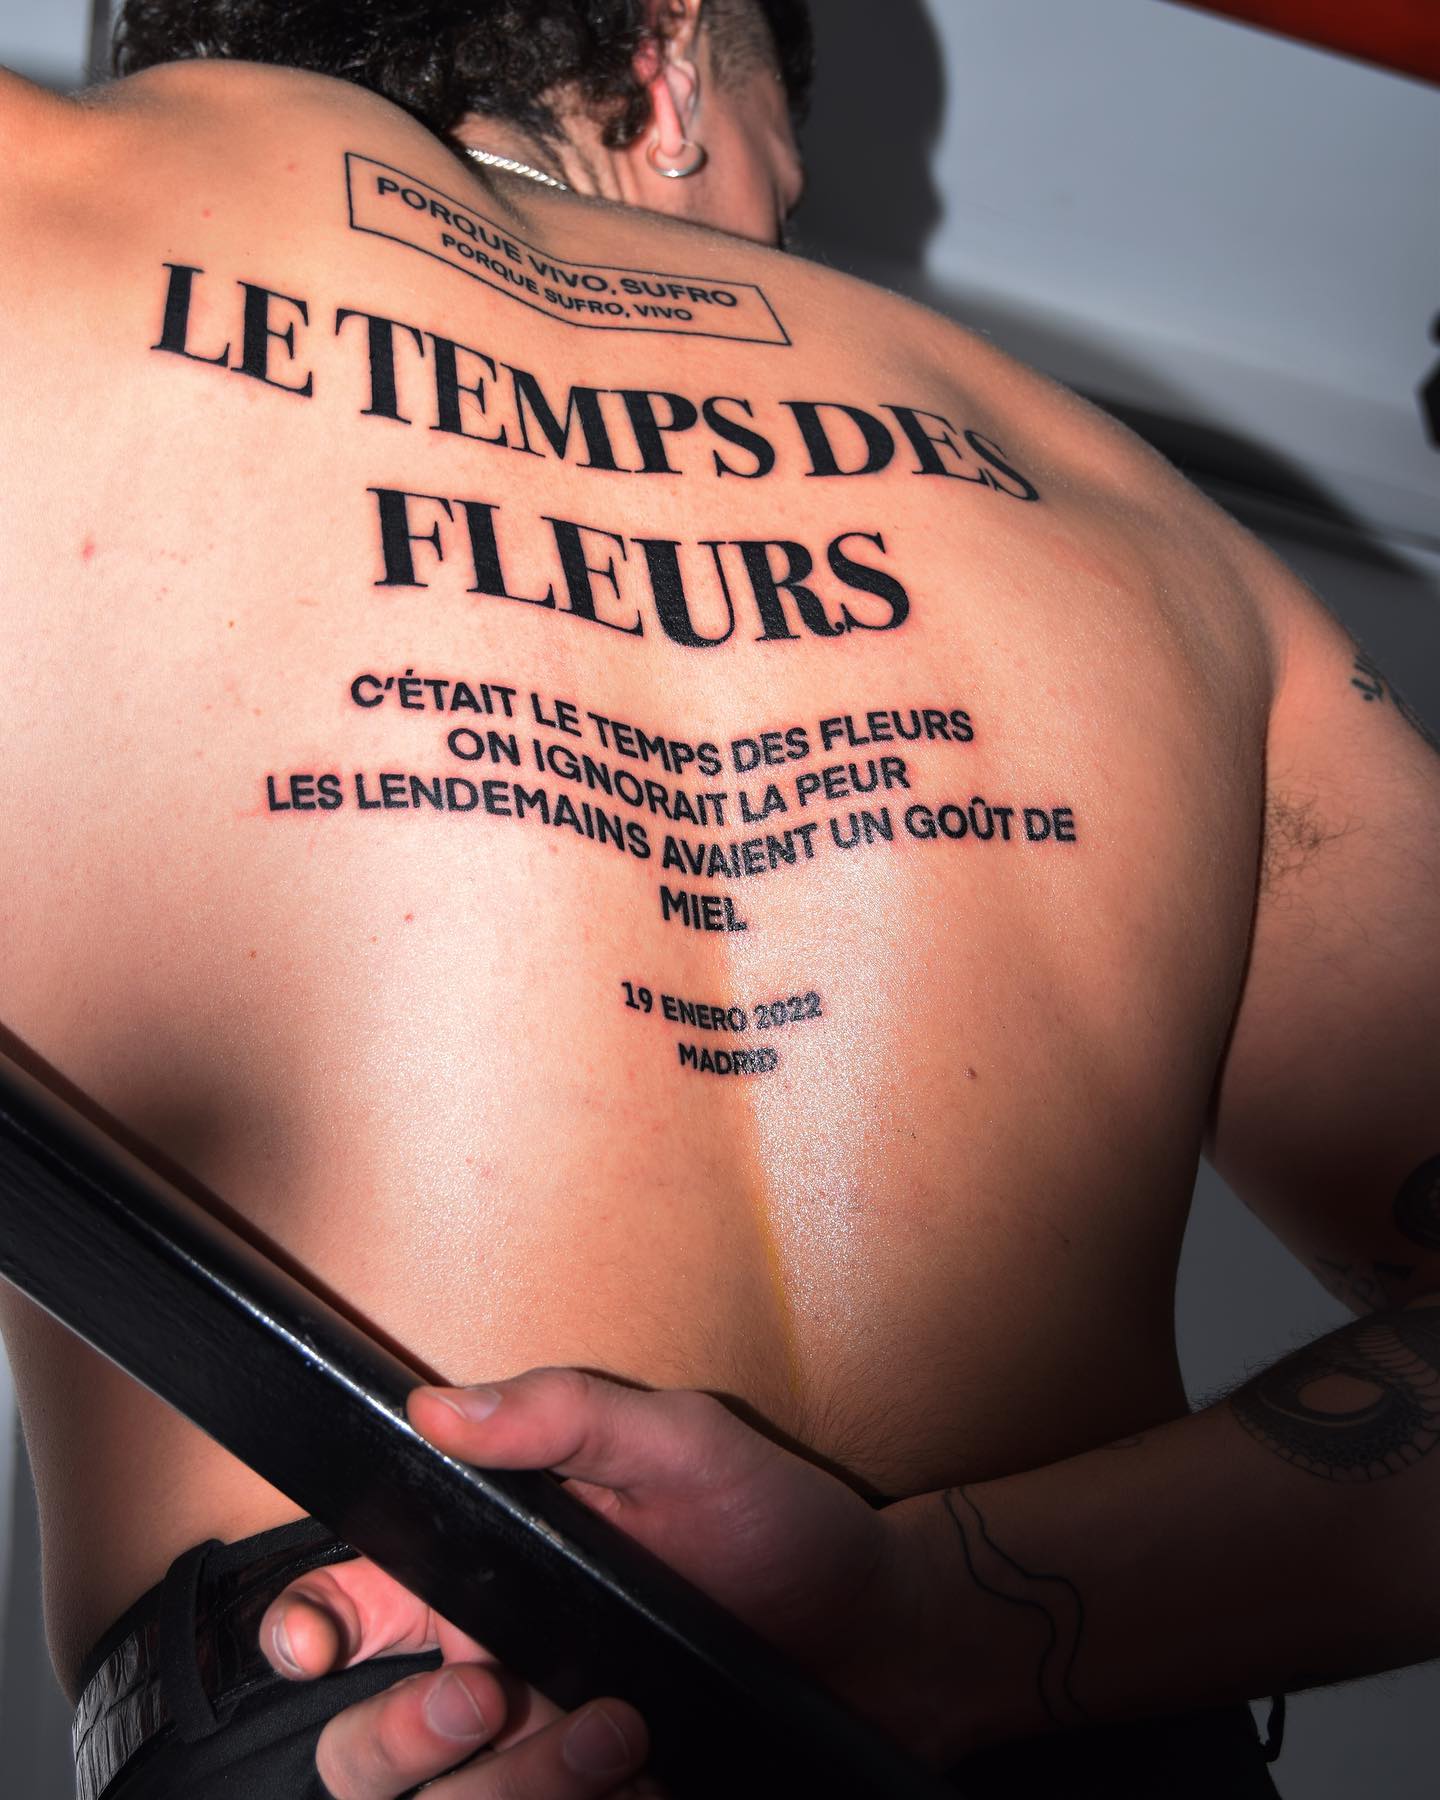 PORQUE VIVO, SUFRO
PORQUE SUFRO, VIVO
LE TEMPS DES
FLEURS
C'ÉTAIT LE TEMPS DES FLEURS
ON IGNORAIT LA PEUR
LES LENDEMAINS AVAIENT UN GOÛT DE
MIEL
19 ENERO 2022
MADRID